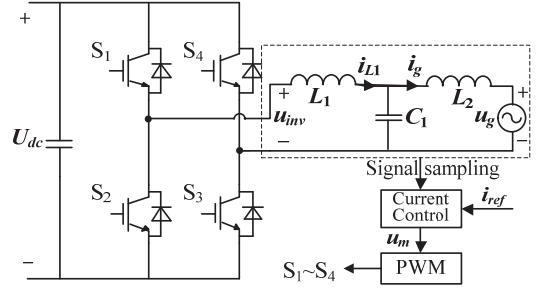 +
S1
S4
iL1
ig
L1
L2
+
+
uinv
C1
ug
Udc
−
−
S2
S3
Signal sampling
Current
Control
iref
um
−
S1~S4
PWM